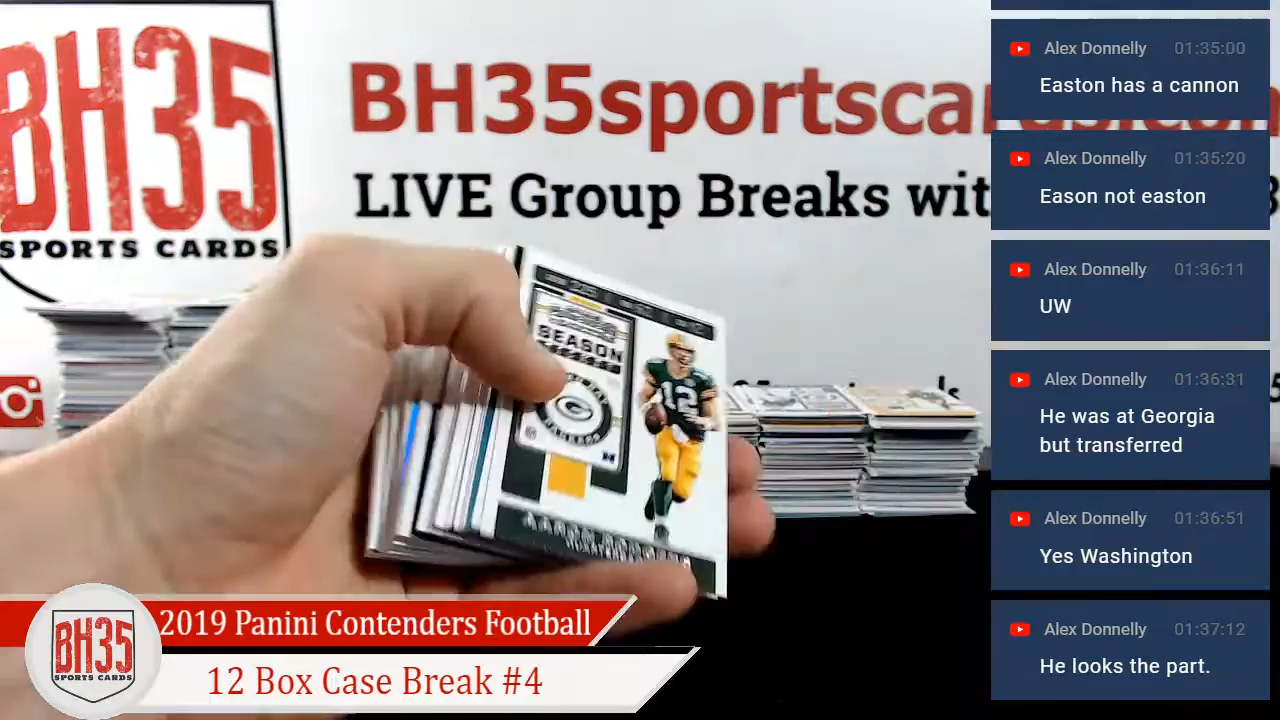 BH35
SPORTS CARDS
BH35sportscards.com
LIVE Group Breaks wit
SEASON
12
BH35
SPORTS CARDS
2019 Panini Contenders Football
12 Box Case Break #4
Alex Donnelly 01:35:00
Easton has a cannon
Alex Donnelly 01:35:20
Eason not easton
Alex Donnelly 01:36:11
UW
Alex Donnelly 01:36:31
He was at Georgia
but transferred
Alex Donnelly 01:36:51
Yes Washington
Alex Donnelly 01:37:12
He looks the part.